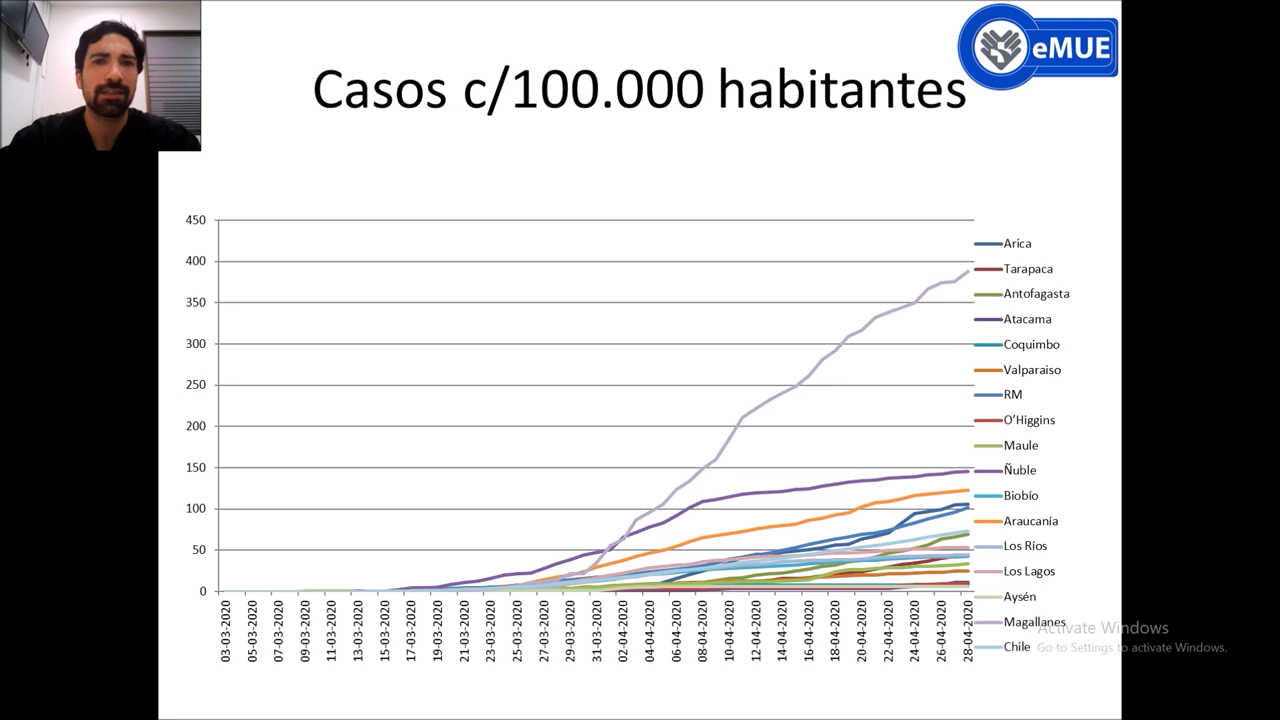 eMUE
Casos c/100.000 habitantes
450
400
350
300
250
200
150
100
50
0
03-03-2020
05-03-2020
07-03-2020
09-03-2020
11-03-2020
13-03-2020
15-03-2020
17-03-2020
19-03-2020
21-03-2020
23-03-2020
25-03-2020
27-03-2020
29-03-2020
31-03-2020
02-04-2020
04-04-2020
06-04-2020
08-04-2020
10-04-2020
12-04-2020
14-04-2020
16-04-2020
18-04-2020
20-04-2020
22-04-2020
24-04-2020
26-04-2020
28-04-2020
Arica
Tarapaca
Antofagasta
Atacama
Coquimbo
Valparaiso
RM
O’Higgins
Maule
Ñuble
Biobío
Araucanía
Los Ríos
Los Lagos
Aysén
Magallanes
Chile
Activate Windows
Go to Settings to activate Windows.